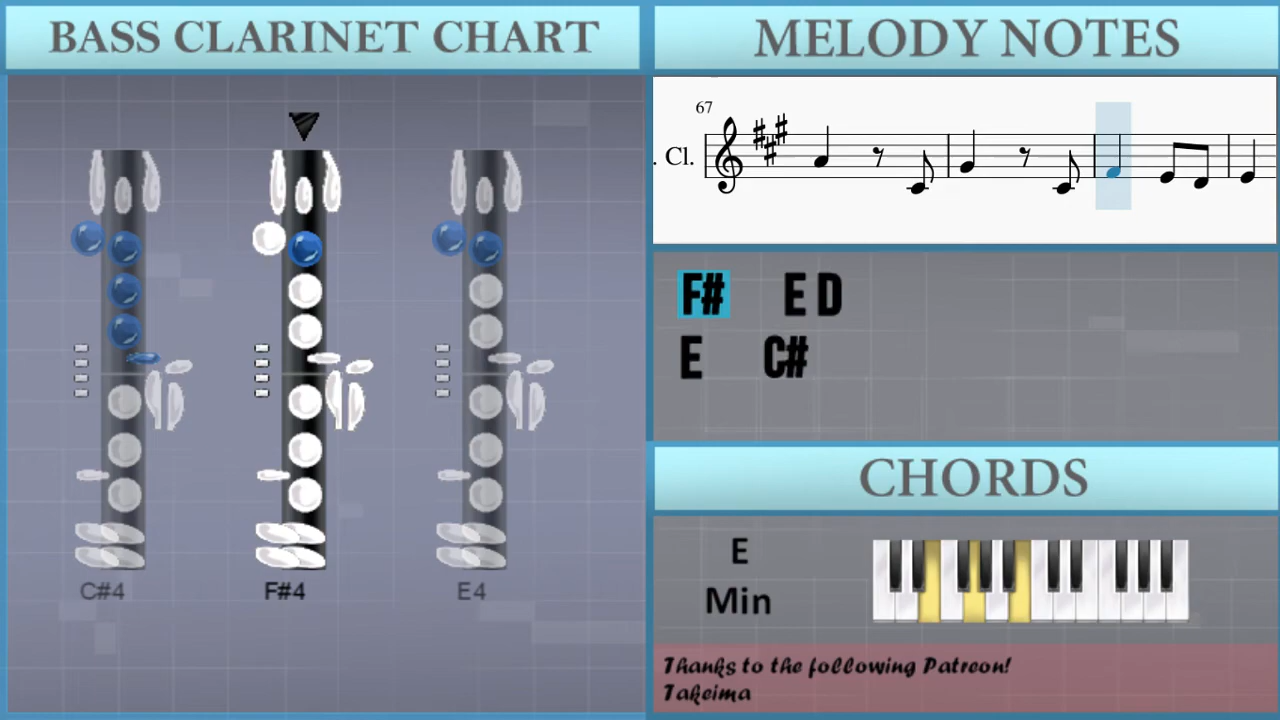 BASS CLARINET CHART
C#4 F#4 E4
MELODY NOTES
67
. Cl.
F# E D
E C#
CHORDS
E
Min
Thanks to the following Patreon!
Takeima